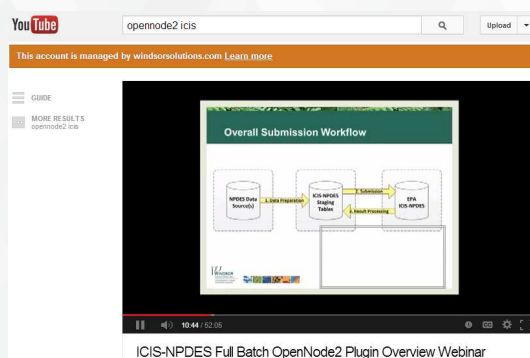 You Tube
opennode2 icis
Upload
This account is managed by windsorsolutions.com Learn more
GUIDE
MORE RESULTS
opennode2 icis
Overall Submission Workflow
NPDES Data
Source(s)
1. Data Preparation
ICIS-NPDES
Staging
Tables
2. Submission
3. Result Processing
EPA
ICIS-NPDES
WINDSOR
10:44 / 52:05
CC
ICIS-NPDES Full Batch OpenNode2 Plugin Overview Webinar